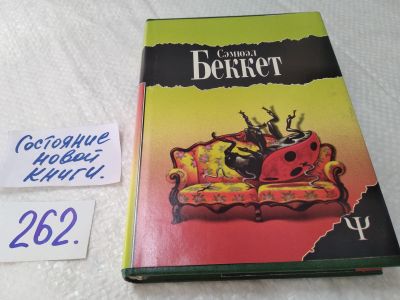 Сэмюэл
Беккет
Состояние
новой
книги.
262.
Ψ